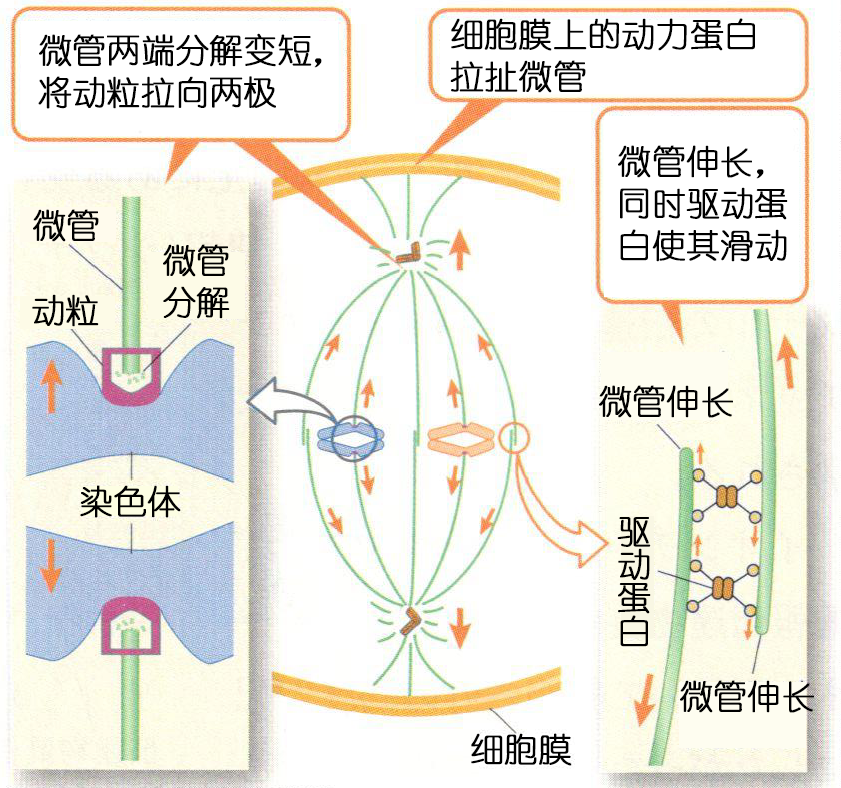 微管两端分解变短，
将动粒拉向两极
细胞膜上的动力蛋白
拉扯微管
微管伸长，
同时驱动蛋
白使其滑动
微管
微管
分解
动粒
染色体
微管伸长
驱动蛋白
微管伸长
细胞膜